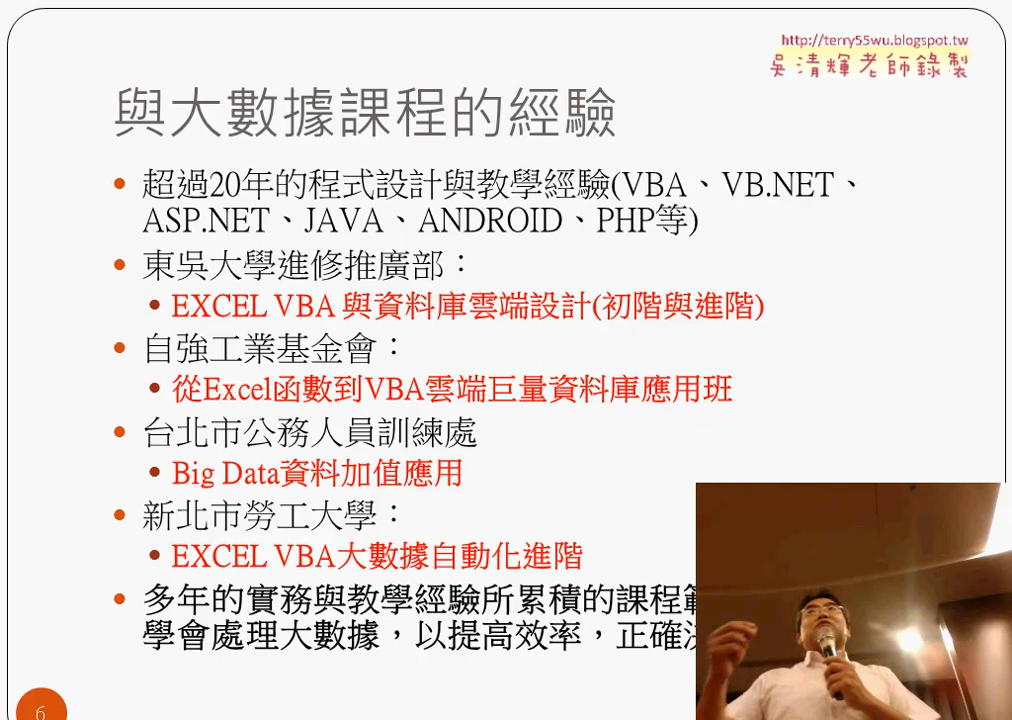 http://terry55wu.blogspot.tw
吳清輝老師錄製
與大數據課程的經驗
• 超過20年的程式設計與教學經驗(VBA、VB.NET、
ASP.NET、JAVA、ANDROID、PHP等)
• 東吳大學進修推廣部：
• EXCEL VBA 與資料庫雲端設計(初階與進階)
• 自強工業基金會：
• 從Excel函數到VBA雲端巨量資料庫應用班
• 台北市公務人員訓練處
• Big Data資料加值應用
• 新北市勞工大學：
• EXCEL VBA大數據自動化進階
• 多年的實務與教學經驗所累積的課程
學會處理大數據，以提高效率，正確
6